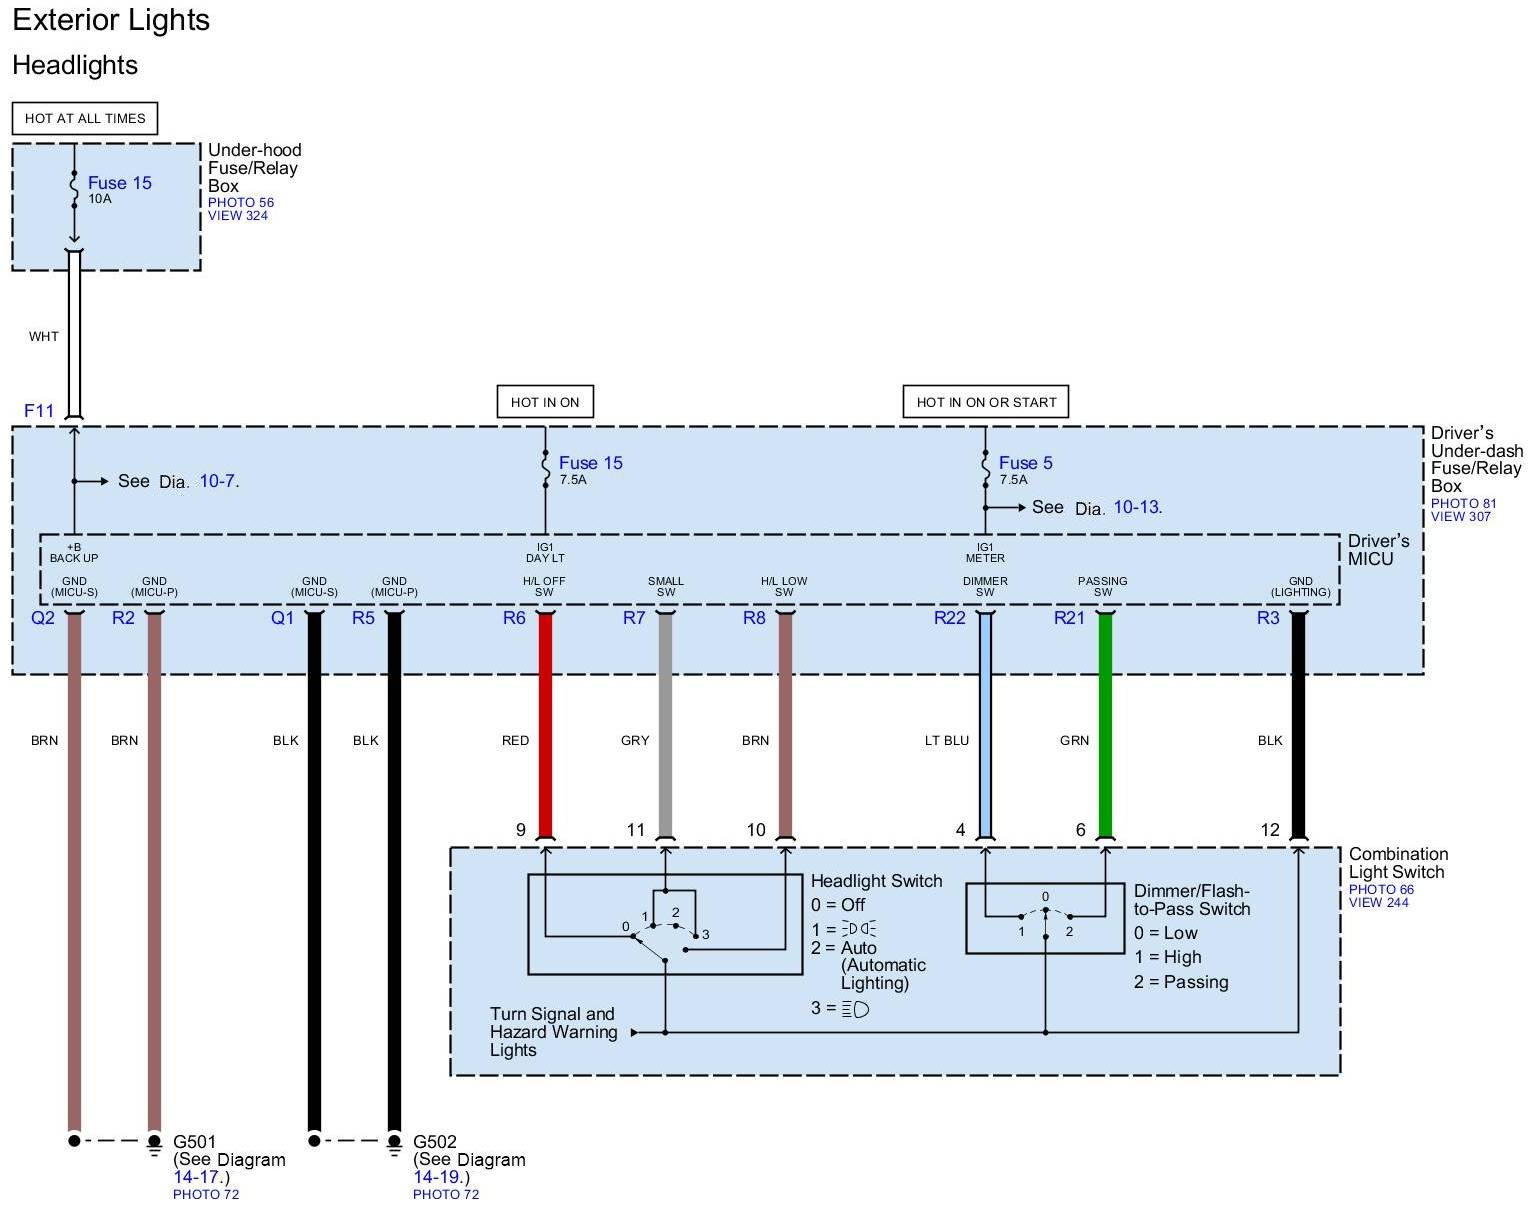 Exterior Lights
Headlights
HOT AT ALL TIMES
Under-hood
Fuse/Relay
Box
PHOTO 56
VIEW 324
Fuse 15
10A
WHT
F11
HOT IN ON
HOT IN ON OR START
Driver's
Under-dash
Fuse/Relay
Box
PHOTO 81
VIEW 307
See Dia. 10-7.
Fuse 15
7.5A
Fuse 5
7.5A
See Dia. 10-13.
Driver's
MICU
+B
BACK UP
IG1
DAY LT
IG1
METER
GND
(MICU-S)
GND
(MICU-P)
GND
(MICU-S)
GND
(MICU-P)
H/L OFF
SW
SMALL
SW
H/L LOW
SW
DIMMER
SW
PASSING
SW
GND
(LIGHTING)
Q2 R2 Q1 R5 R6 R7 R8 R22 R21 R3
BRN BRN BLK BLK RED GRY BRN LT BLU GRN BLK
9 11 10 4 6 12
Combination
Light Switch
PHOTO 66
VIEW 244
Headlight Switch
0 = Off
1 =
2 = Auto
(Automatic
Lighting)
3 =
0 1 2 3
Dimmer/Flash-
to-Pass Switch
0 = Low
1 = High
2 = Passing
0
1 2
Turn Signal and
Hazard Warning
Lights
G501
(See Diagram
14-17.)
PHOTO 72
G502
(See Diagram
14-19.)
PHOTO 72